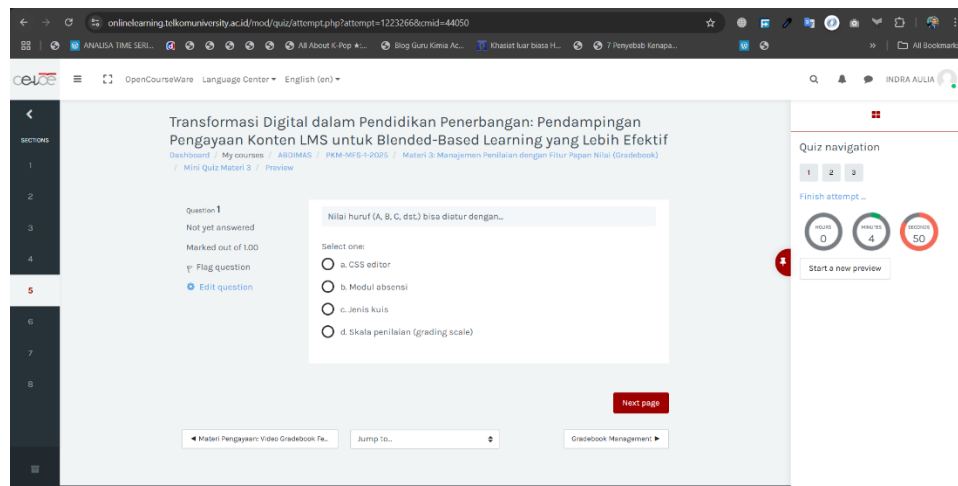 onlinelearning.telkomuniversity.ac.id/mod/quiz/attempt.php?attempt=1223266&cmid=44050
ANALISA TIME SERI...
All About K-Pop ★:...
Blog Guru Kimia Ac...
Khasiat luar biasa H...
7 Penyebab Kenapa...
All Bookmarks
OpenCourseWare Language Center English (en)
INDRA AULIA
SECTIONS
1
2
3
4
5
6
7
8
Transformasi Digital dalam Pendidikan Penerbangan: Pendampingan
Pengayaan Konten LMS untuk Blended-Based Learning yang Lebih Efektif
Dashboard / My courses / ABDIMAS / PKM-MFS-1-2025 / Materi 3: Manajemen Penilaian dengan Fitur Papan Nilai (Gradebook)
/ Mini Quiz Materi 3 / Preview
Question 1
Not yet answered
Marked out of 1.00
Flag question
Edit question
Nilai huruf (A, B, C, dst.) bisa diatur dengan...
Select one:
a. CSS editor
b. Modul absensi
c. Jenis kuis
d. Skala penilaian (grading scale)
Next page
◄ Materi Pengayaan: Video Gradebook Fe...
Jump to...
Gradebook Management ►
Quiz navigation
1 2 3
Finish attempt ...
HOURS
0
MINUTES
4
SECONDS
50
Start a new preview